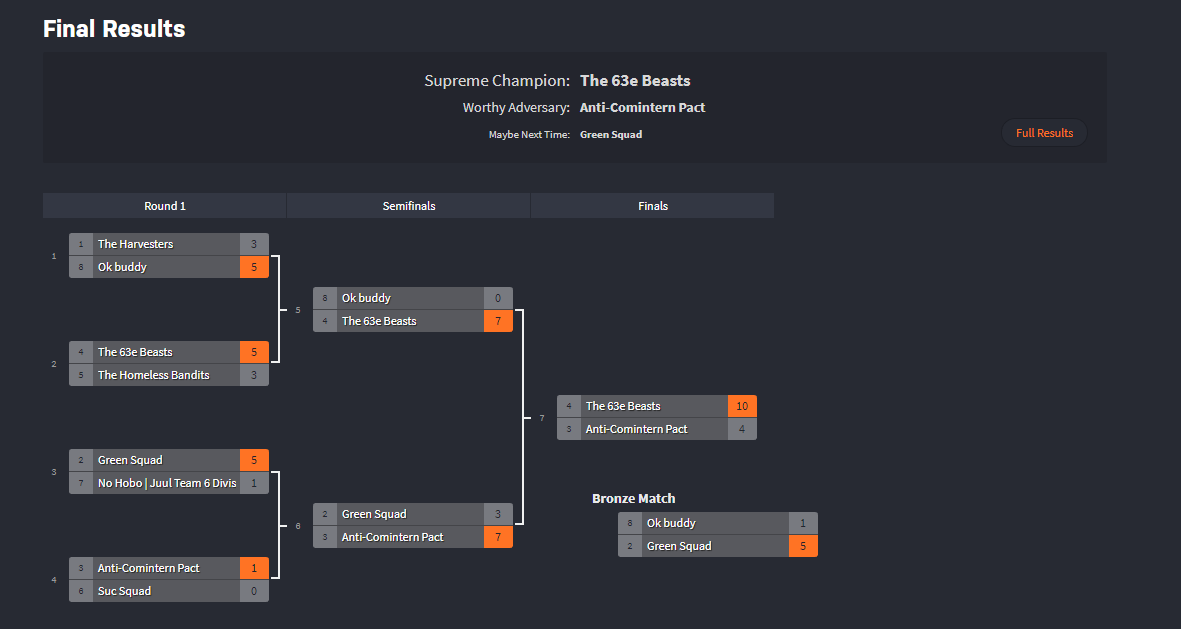 Final Results
Supreme Champion: The 63e Beasts
Worthy Adversary: Anti-Comintern Pact
Maybe Next Time: Green Squad
Full Results
Round 1
Semifinals
Finals
1
1 The Harvesters 3
8 Ok buddy 5
2
4 The 63e Beasts 5
5 The Homeless Bandits 3
3
2 Green Squad 5
7 No Hobo | Juul Team 6 Divis 1
4
3 Anti-Comintern Pact 1
6 Suc Squad 0
5
8 Ok buddy 0
4 The 63e Beasts 7
6
2 Green Squad 3
3 Anti-Comintern Pact 7
7
4 The 63e Beasts 10
3 Anti-Comintern Pact 4
Bronze Match
8 Ok buddy 1
2 Green Squad 5